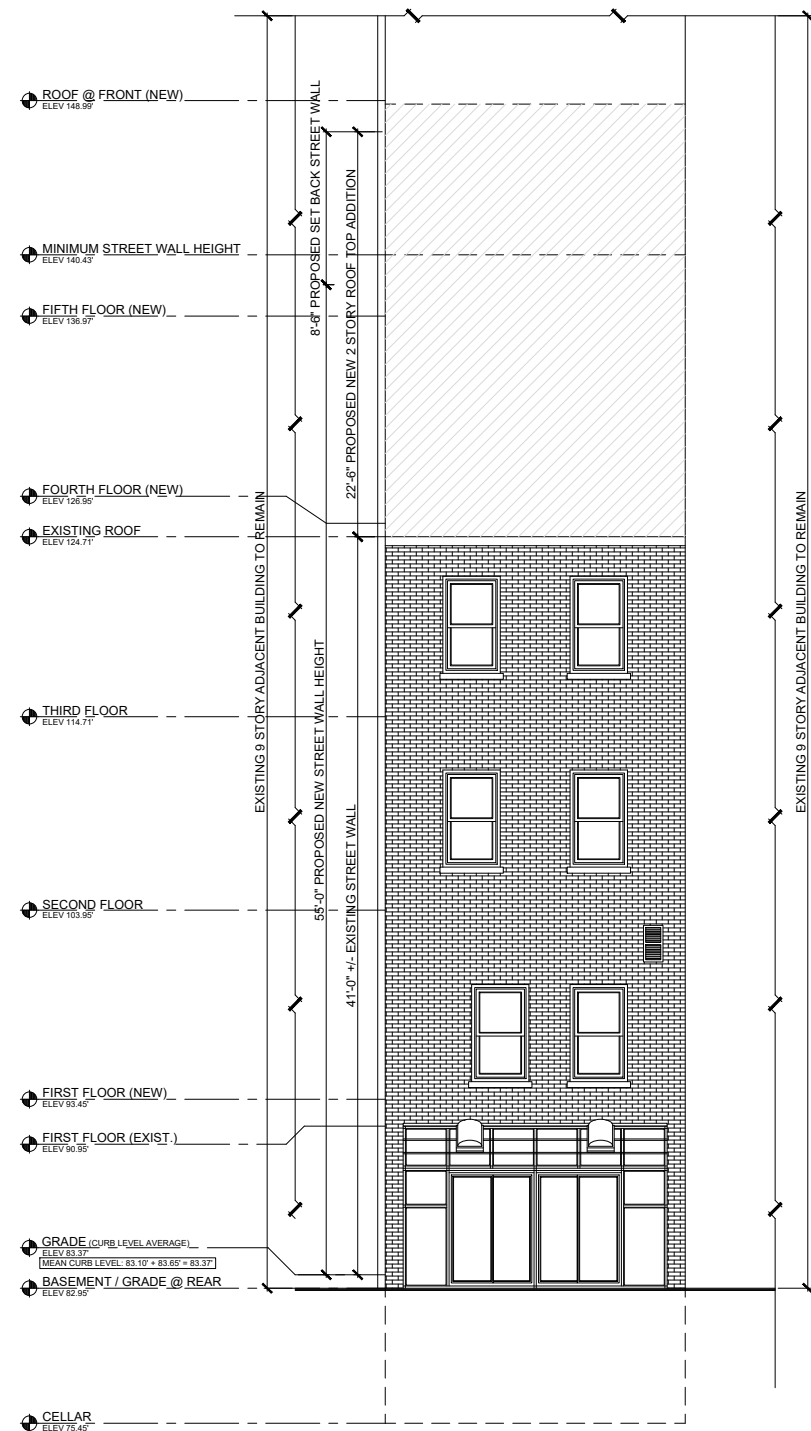 ROOF @ FRONT (NEW)
ELEV 148.99'
MINIMUM STREET WALL HEIGHT
ELEV 140.43'
FIFTH FLOOR (NEW)
ELEV 136.97'
FOURTH FLOOR (NEW)
ELEV 126.95'
EXISTING ROOF
ELEV 124.71'
THIRD FLOOR
ELEV 114.71'
SECOND FLOOR
ELEV 103.95'
FIRST FLOOR (NEW)
ELEV 93.45'
FIRST FLOOR (EXIST.)
ELEV 90.95'
GRADE (CURB LEVEL AVERAGE)
ELEV 83.37'
MEAN CURB LEVEL: 83.10' + 83.65' = 83.37'
BASEMENT / GRADE @ REAR
ELEV 82.95'
CELLAR
ELEV 75.45'
EXISTING 9 STORY ADJACENT BUILDING TO REMAIN
8'-6" PROPOSED SET BACK STREET WALL
55'-0" PROPOSED NEW STREET WALL HEIGHT
22'-6" PROPOSED NEW 2 STORY ROOF TOP ADDITION
41'-0" +/- EXISTING STREET WALL
EXISTING 9 STORY ADJACENT BUILDING TO REMAIN